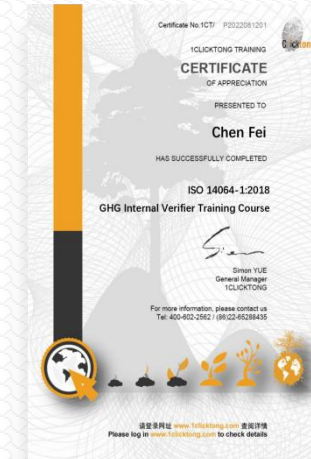 Certificate No.1CT/ P2022081201
Clickton
1CLICKTONG TRAINING
CERTIFICATE
OF APPRECIATION
PRESENTED TO
Chen Fei
HAS SUCCESSFULLY COMPLETED
ISO 14064-1:2018
GHG Internal Verifier Training Course
Simon YUE
General Manager
1CLICKTONG
For more information, please contact us
Tel: 400-602-2562 / (86)22-65288435
请登录网址 www.1clicktong.com 查阅详情
Please log in www.1clicktong.com to check details